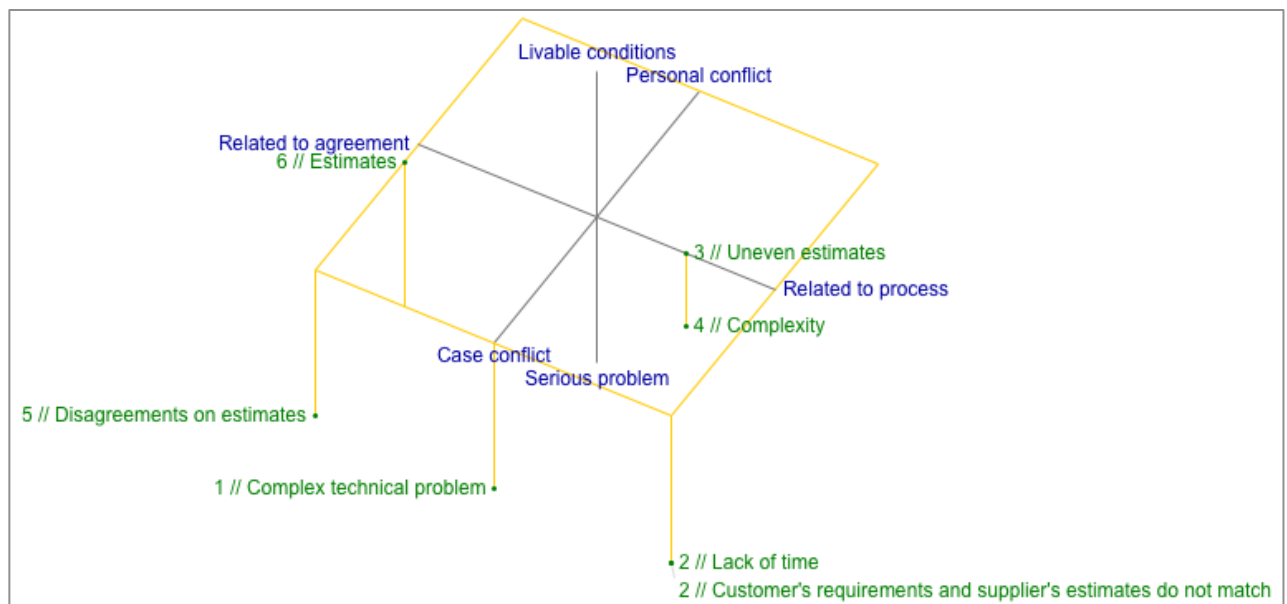 Livable conditions
Personal conflict
Related to agreement
6 // Estimates
3 // Uneven estimates
Related to process
4 // Complexity
Case conflict
Serious problem
5 // Disagreements on estimates
1 // Complex technical problem
2 // Lack of time
2 // Customer's requirements and supplier's estimates do not match